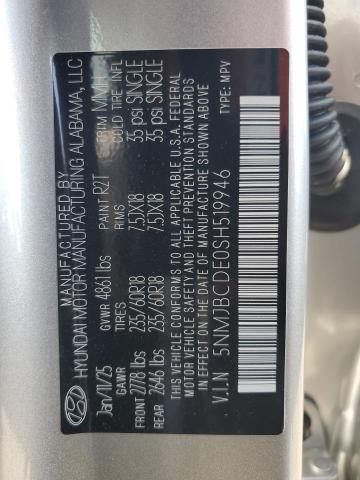 MANUFACTURED BY
HYUNDAI MOTOR MANUFACTURING ALABAMA, LLC
Jan/11/25 GVWR 4861 lbs PAINT R2T TRIM MMH
GAWR TIRES RIMS COLD TIRE INFL
FRONT 2778 lbs 235/60R18 7.5JX18 35 psi SINGLE
REAR 2646 lbs 235/60R18 7.5JX18 35 psi SINGLE
THIS VEHICLE CONFORMS TO ALL APPLICABLE U.S.A. FEDERAL
MOTOR VEHICLE SAFETY AND THEFT PREVENTION STANDARDS
IN EFFECT ON THE DATE OF MANUFACTURE SHOWN ABOVE
V.I.N 5NMJBCDE0SH519946 TYPE: MPV